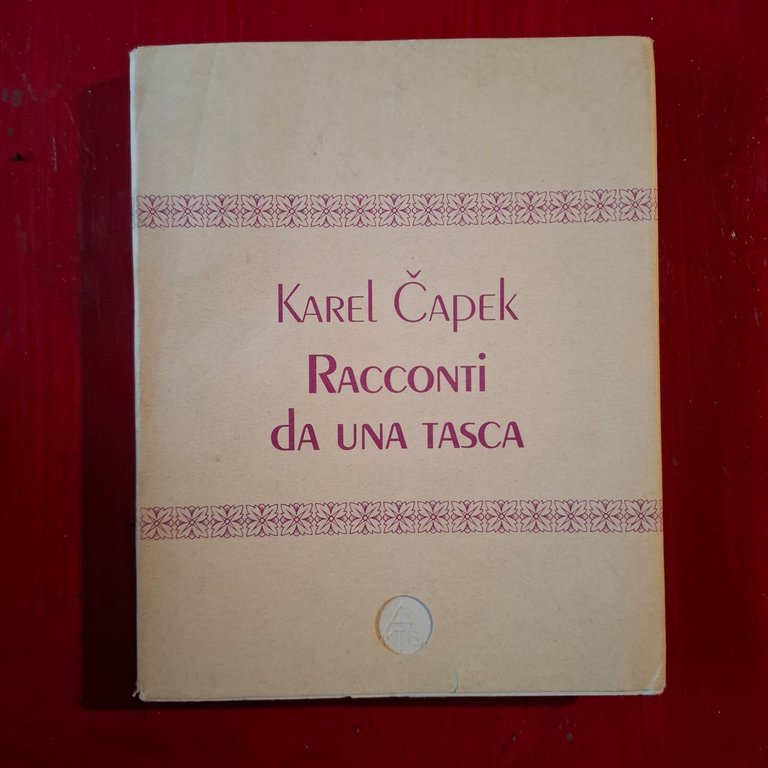 Karel Čapek
Racconti
da una tasca